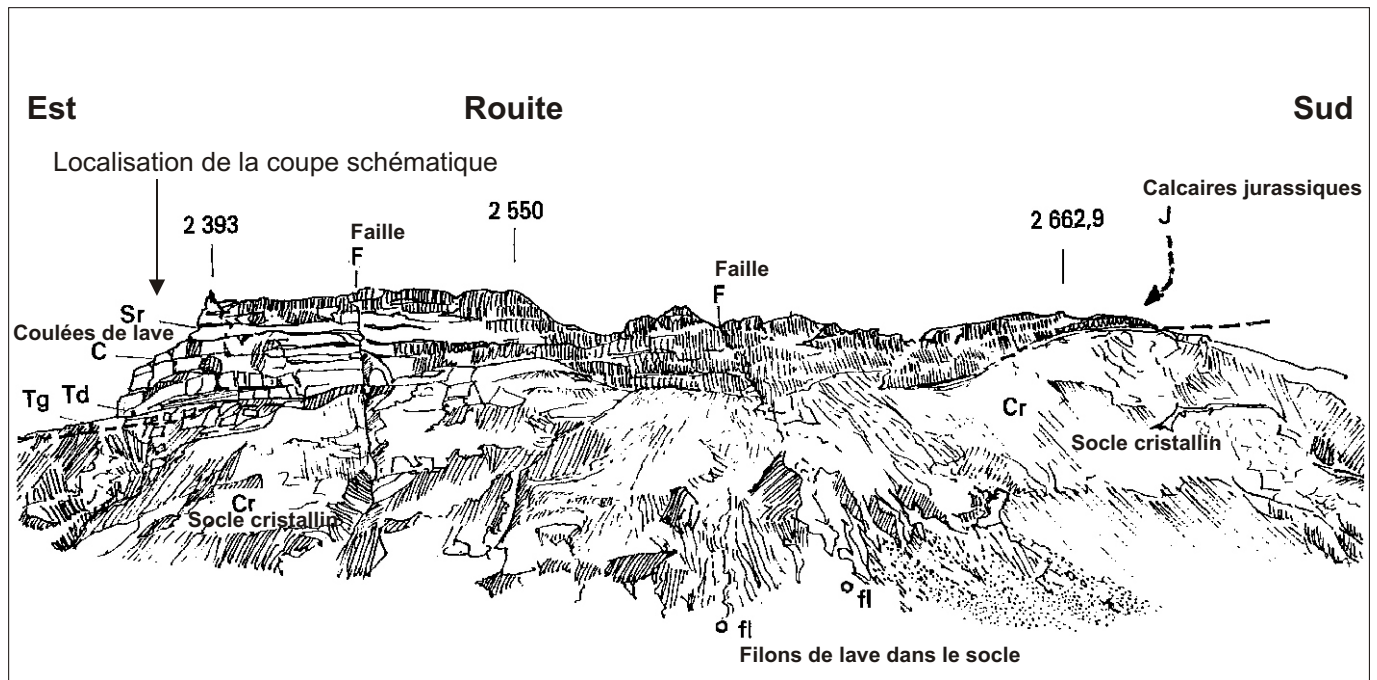 Est Rouite Sud
Localisation de la coupe schématique
Calcaires jurassiques
2 393
2 550
2 662,9
J
Faille
F
Faille
F
Sr
Coulées de lave
C
Tg Td
Cr
Socle cristallin
Cr
Socle cristallin
fl
fl
Filons de lave dans le socle